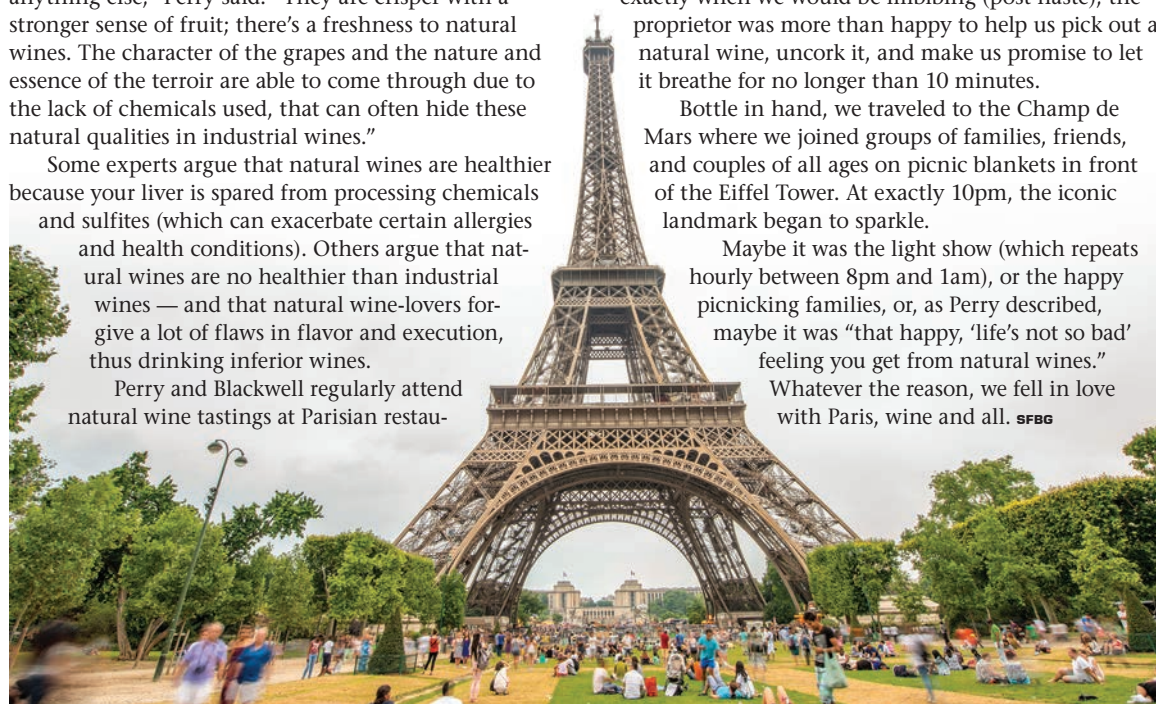 anything else,” Perry said. “They are crisper with a
stronger sense of fruit; there’s a freshness to natural
wines. The character of the grapes and the nature and
essence of the terroir are able to come through due to
the lack of chemicals used, that can often hide these
natural qualities in industrial wines.”
Some experts argue that natural wines are healthier
because your liver is spared from processing chemicals
and sulfites (which can exacerbate certain allergies
and health conditions). Others argue that nat-
ural wines are no healthier than industrial
wines — and that natural wine-lovers for-
give a lot of flaws in flavor and execution,
thus drinking inferior wines.
Perry and Blackwell regularly attend
natural wine tastings at Parisian restau-
exactly when we would be imbibing (post haste), the
proprietor was more than happy to help us pick out a
natural wine, uncork it, and make us promise to let
it breathe for no longer than 10 minutes.
Bottle in hand, we traveled to the Champ de
Mars where we joined groups of families, friends,
and couples of all ages on picnic blankets in front
of the Eiffel Tower. At exactly 10pm, the iconic
landmark began to sparkle.
Maybe it was the light show (which repeats
hourly between 8pm and 1am), or the happy
picnicking families, or, as Perry described,
maybe it was “that happy, ‘life’s not so bad’
feeling you get from natural wines.”
Whatever the reason, we fell in love
with Paris, wine and all. SFBG